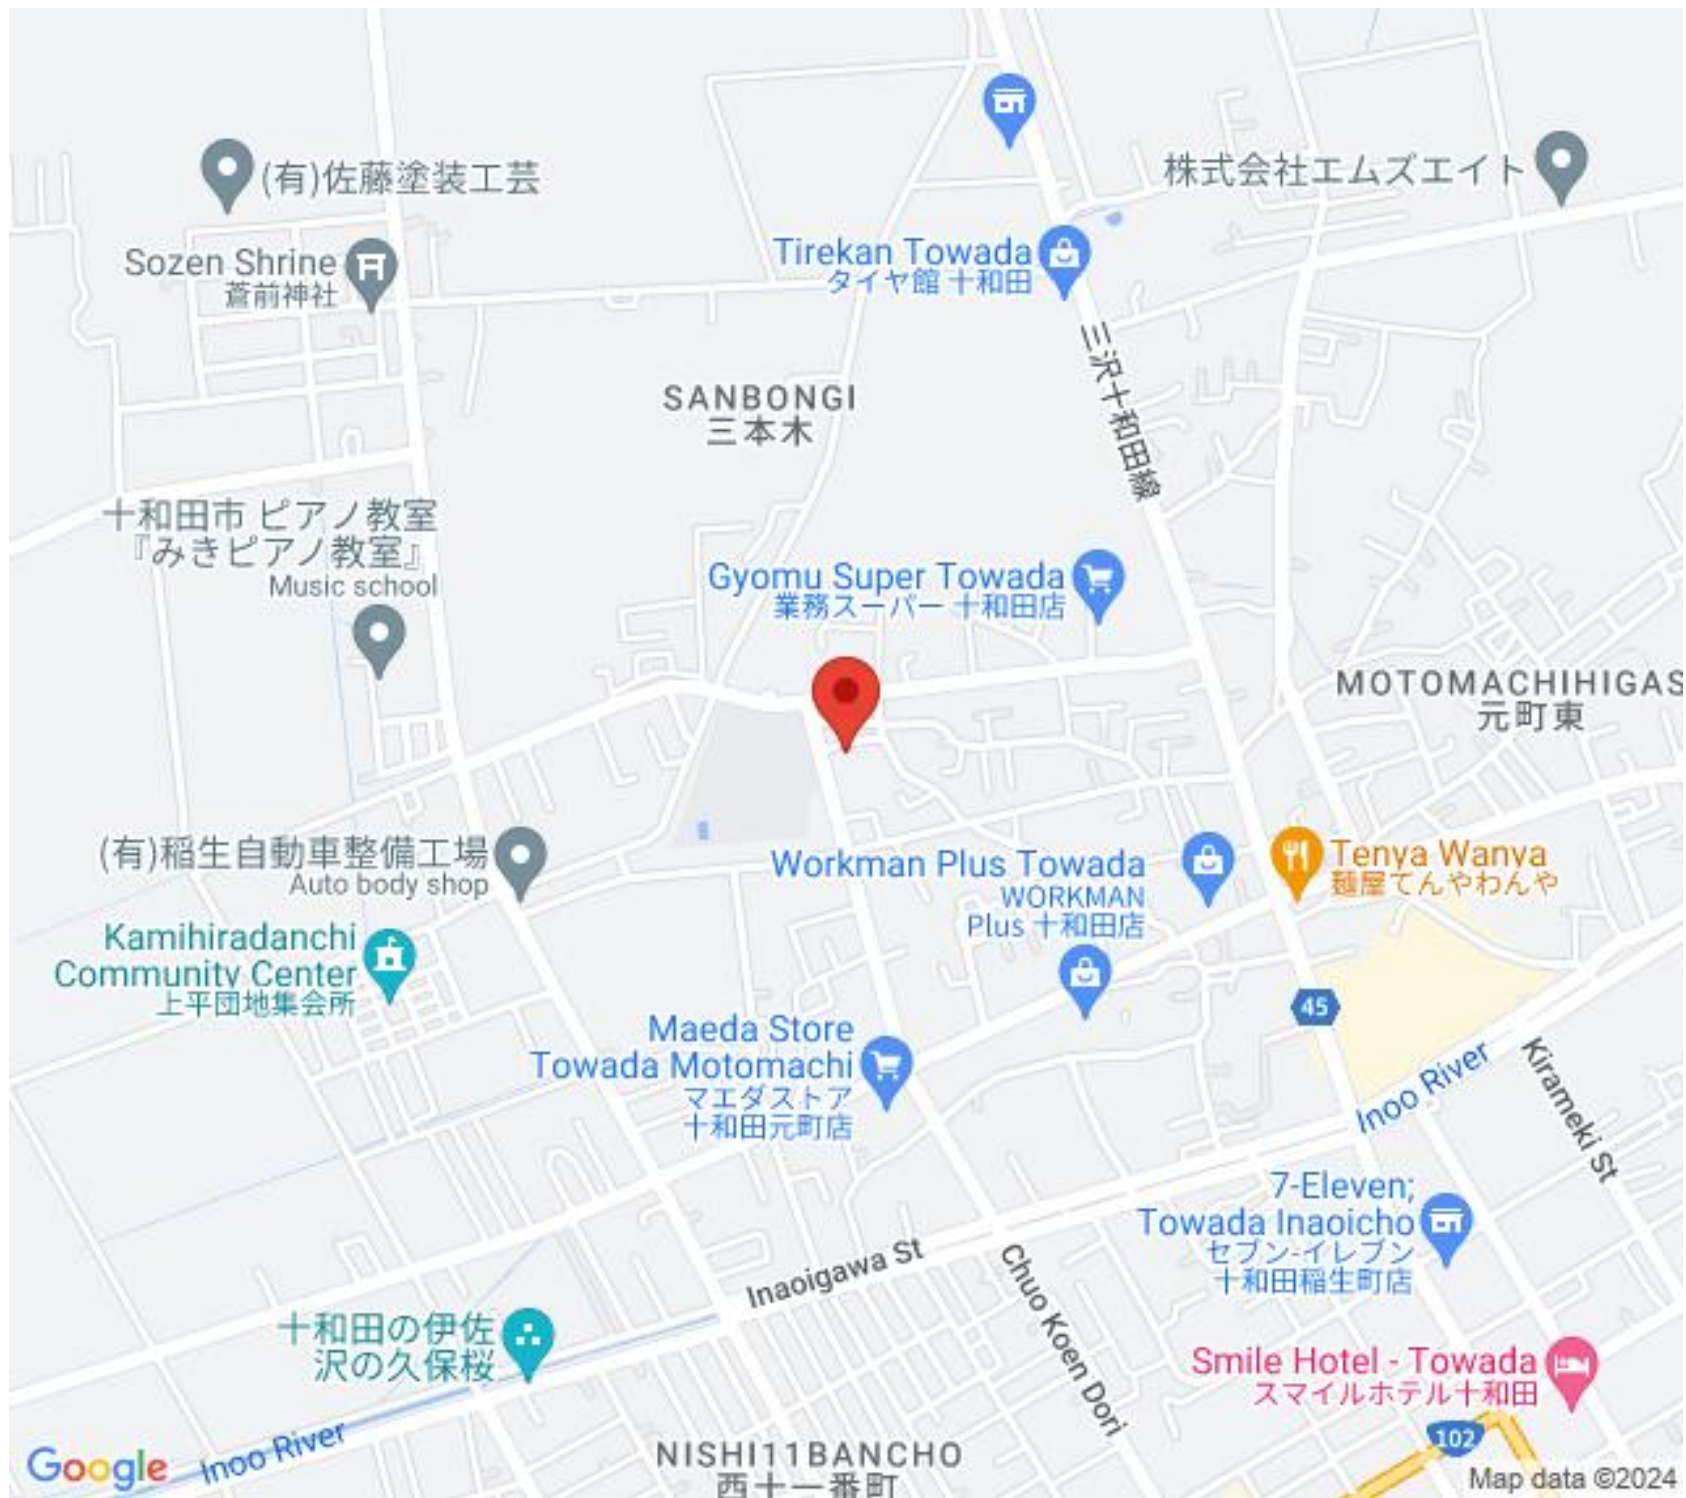 (有)佐藤塗装工芸
株式会社エムズエイト
Sozen Shrine
蒼前神社
Tirekan Towada
タイヤ館 十和田
三沢十和田線
SANBONGI
三本木
十和田市 ピアノ教室
『みきピアノ教室』
Music school
Gyomu Super Towada
業務スーパー 十和田店
MOTOMACHIHIGAS
元町東
(有)稲生自動車整備工場
Auto body shop
Workman Plus Towada
WORKMAN
Plus 十和田店
Tenya Wanva
麺屋てんやわんや
Kamihiradanchi
Community Center
上平団地集会所
45
Maeda Store
Towada Motomachi
マエダストア
十和田元町店
Inoo River
Kirameki St
7-Eleven;
Towada Inaoicho
セブン-イレブン
十和田稲生町店
Inaoigawa St
Chuo Koen Dori
十和田の伊佐
沢の久保桜
Smile Hotel - Towada
スマイルホテル十和田
102
Google
Inoo River
NISHI11BANCHO
西十一番町
Map data ©2024